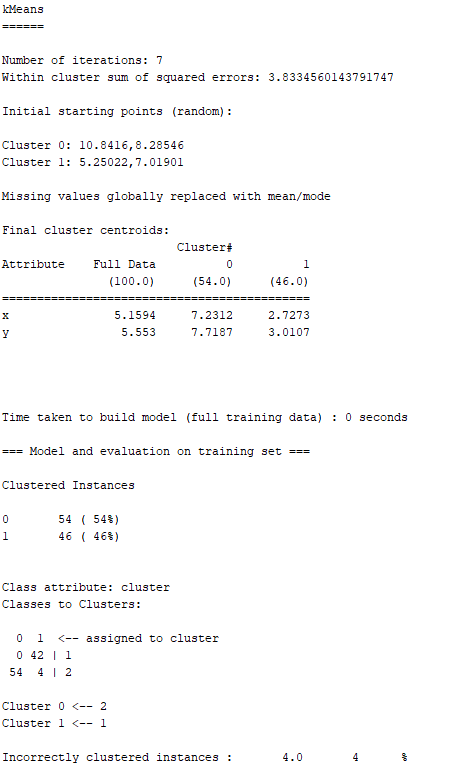 kMeans
======
Number of iterations: 7
Within cluster sum of squared errors: 3.8334560143791747
Initial starting points (random):
Cluster 0: 10.8416,8.28546
Cluster 1: 5.25022,7.01901
Missing values globally replaced with mean/mode
Final cluster centroids:
                         Cluster#
Attribute    Full Data          0          1
               (100.0)     (54.0)     (46.0)
============================================
x               5.1594     7.2312     2.7273
y                5.553     7.7187     3.0107
Time taken to build model (full training data) : 0 seconds
=== Model and evaluation on training set ===
Clustered Instances
0       54 ( 54%)
1       46 ( 46%)
Class attribute: cluster
Classes to Clusters:
  0  1  <-- assigned to cluster
  0 42 | 1
 54  4 | 2
Cluster 0 <-- 2
Cluster 1 <-- 1
Incorrectly clustered instances :       4.0       4      %